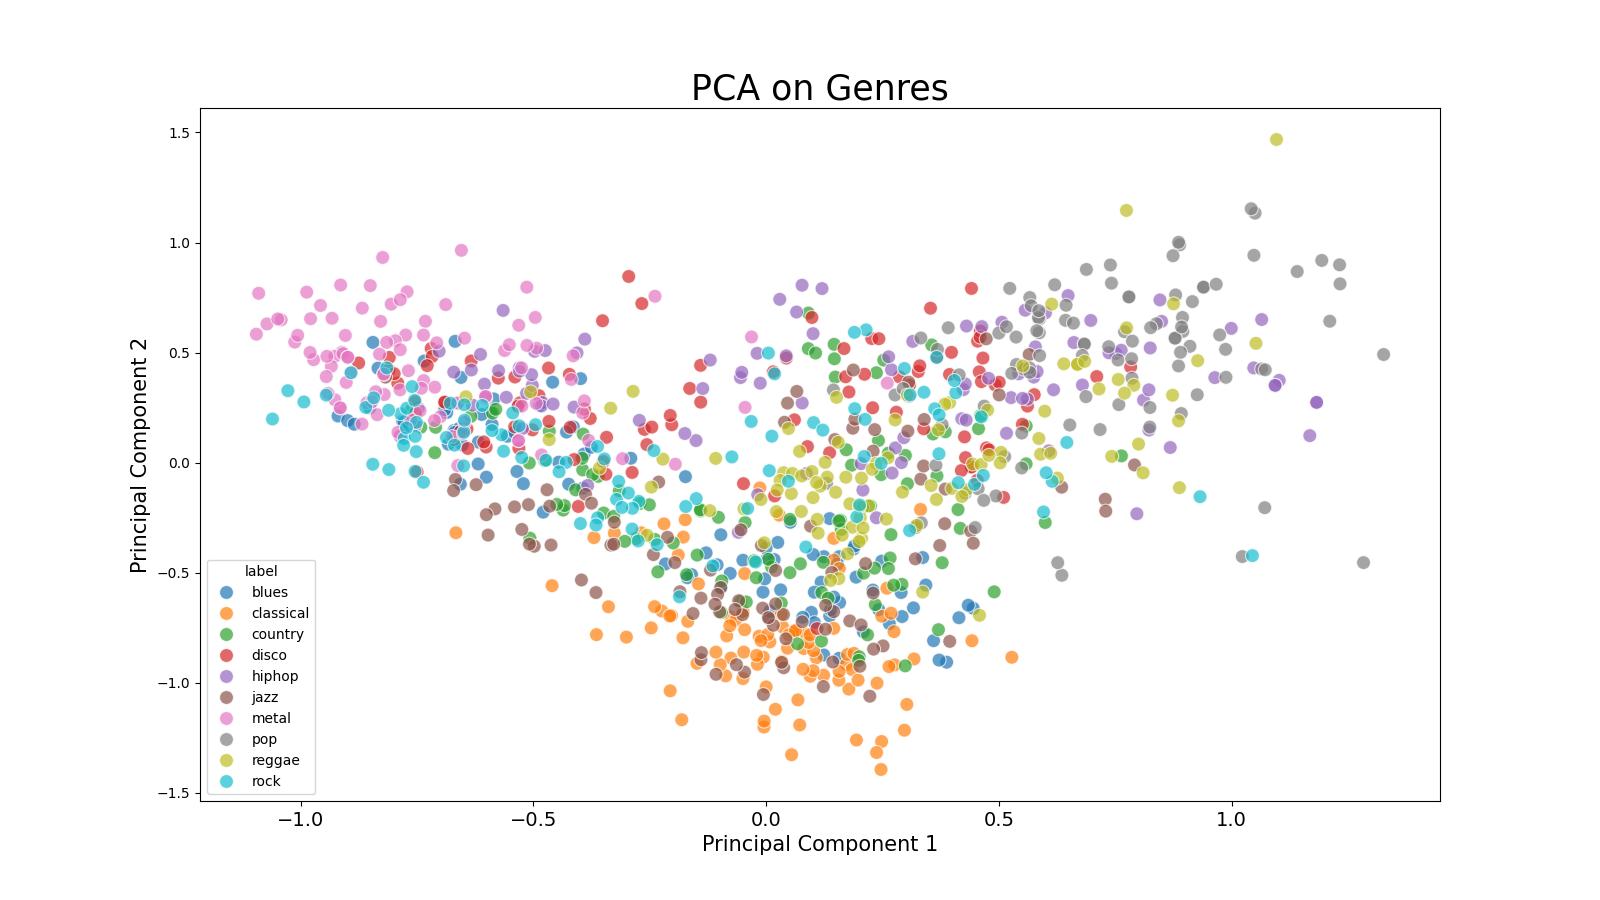 PCA on Genres
1.5
1.0
0.5
0.0
−0.5
−1.0
−1.5
Principal Component 2
label
blues
classical
country
disco
hiphop
jazz
metal
pop
reggae
rock
−1.0 −0.5 0.0 0.5 1.0
Principal Component 1